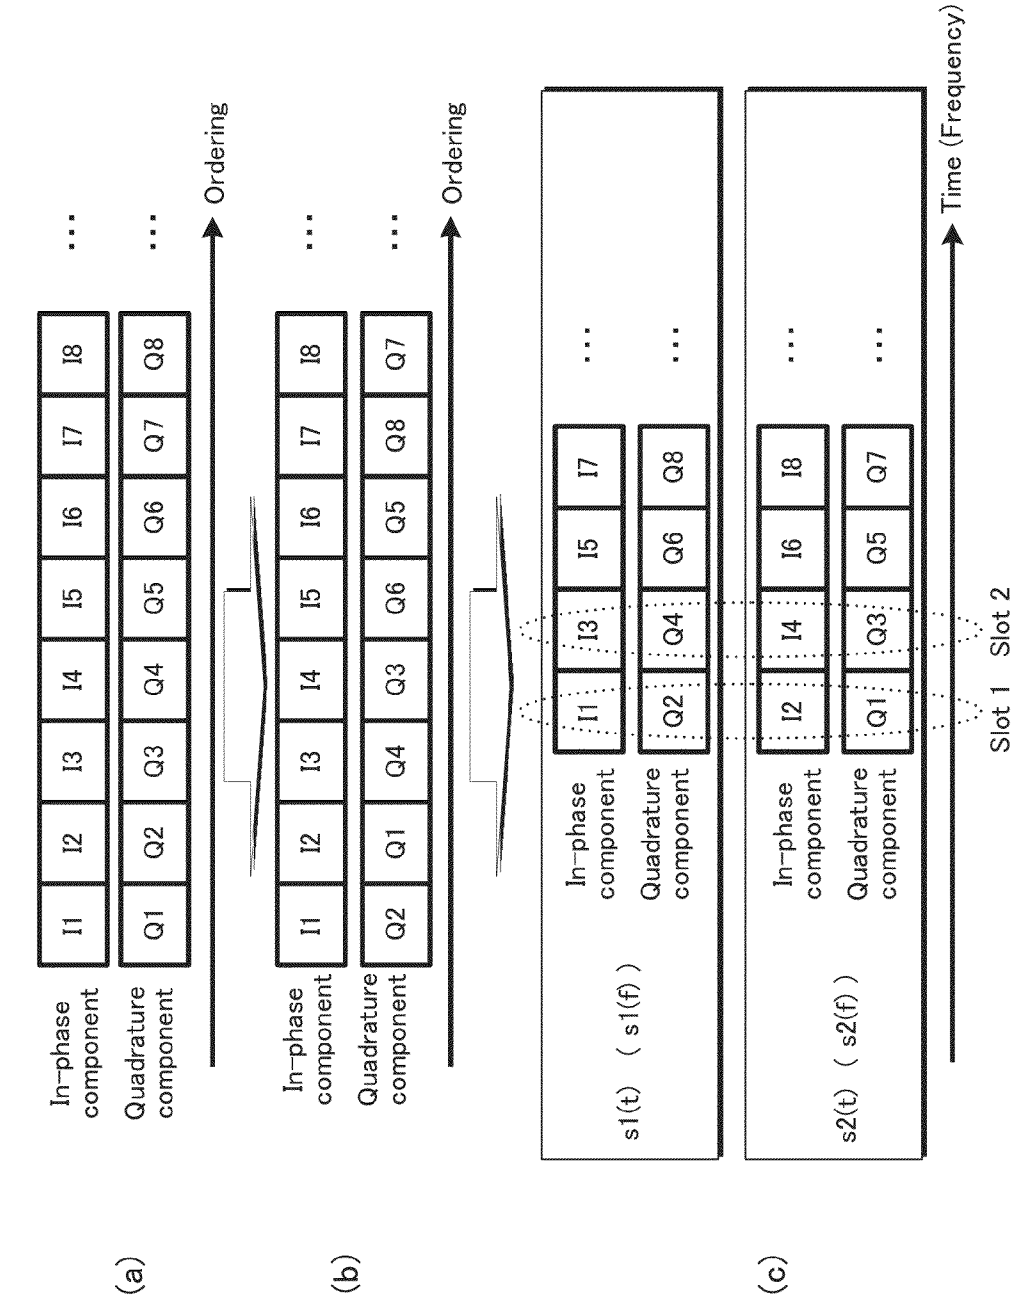 (a)
In-phase component
I1 I2 I3 I4 I5 I6 I7 I8 ...
Quadrature component
Q1 Q2 Q3 Q4 Q5 Q6 Q7 Q8 ...
Ordering
(b)
In-phase component
I1 I2 I3 I4 I5 I6 I7 I8 ...
Quadrature component
Q2 Q1 Q4 Q3 Q6 Q5 Q8 Q7 ...
Ordering
(c)
s1(t) ( s1(f) )
In-phase component
I1 I3 I5 I7 ...
Quadrature component
Q2 Q4 Q6 Q8 ...
s2(t) ( s2(f) )
In-phase component
I2 I4 I6 I8 ...
Quadrature component
Q1 Q3 Q5 Q7 ...
Slot 1 Slot 2
Time (Frequency)